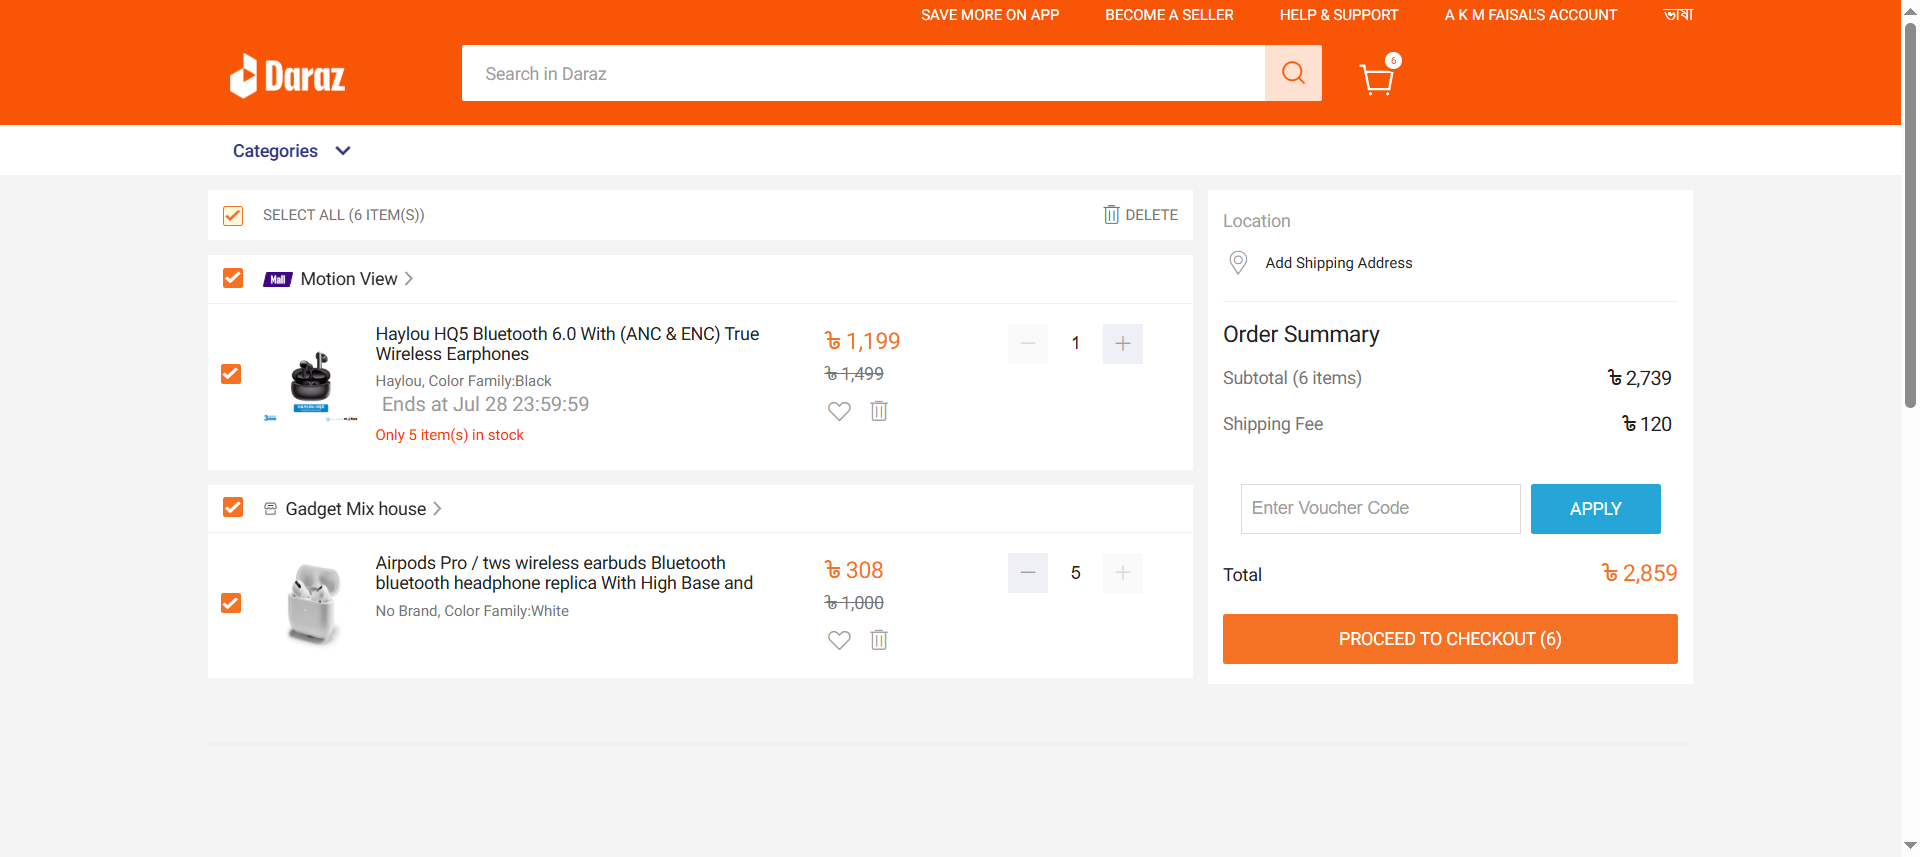 SAVE MORE ON APP BECOME A SELLER HELP & SUPPORT A K M FAISAL'S ACCOUNT ভাষা
Daraz
Search in Daraz
6
Categories
SELECT ALL (6 ITEM(S))
DELETE
Mall Motion View
Haylou HQ5 Bluetooth 6.0 With (ANC & ENC) True
Wireless Earphones
Haylou, Color Family:Black
Ends at Jul 28 23:59:59
Only 5 item(s) in stock
HAYLOU HQ5
৳ 1,199
৳ 1,499
1
Gadget Mix house
Airpods Pro / tws wireless earbuds Bluetooth
bluetooth headphone replica With High Base and
No Brand, Color Family:White
৳ 308
৳ 1,000
5
Location
Add Shipping Address
Order Summary
Subtotal (6 items) ৳ 2,739
Shipping Fee ৳ 120
Enter Voucher Code APPLY
Total ৳ 2,859
PROCEED TO CHECKOUT (6)